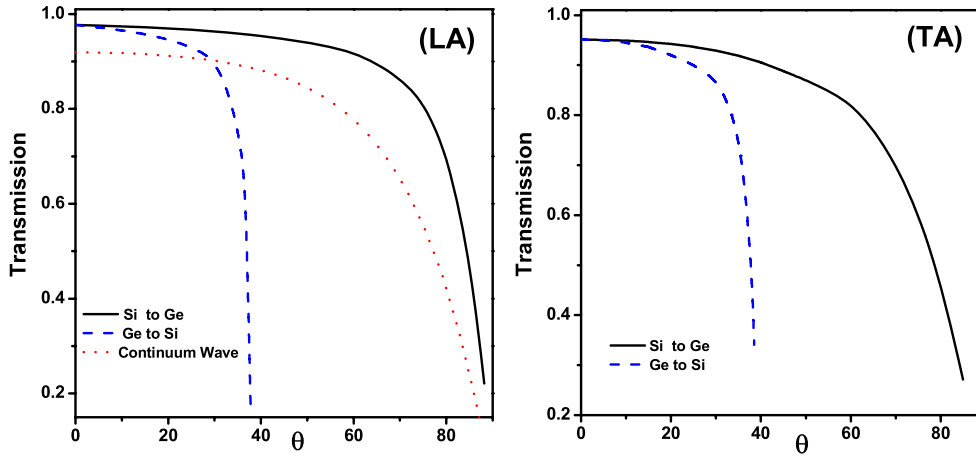 (LA)
1.0
0.8
0.6
0.4
0.2
Transmission
Si to Ge
Ge to Si
Continuum Wave
0
20
40
60
80
θ
(TA)
1.0
0.8
0.6
0.4
0.2
Transmission
Si to Ge
Ge to Si
0
20
40
60
80
θ